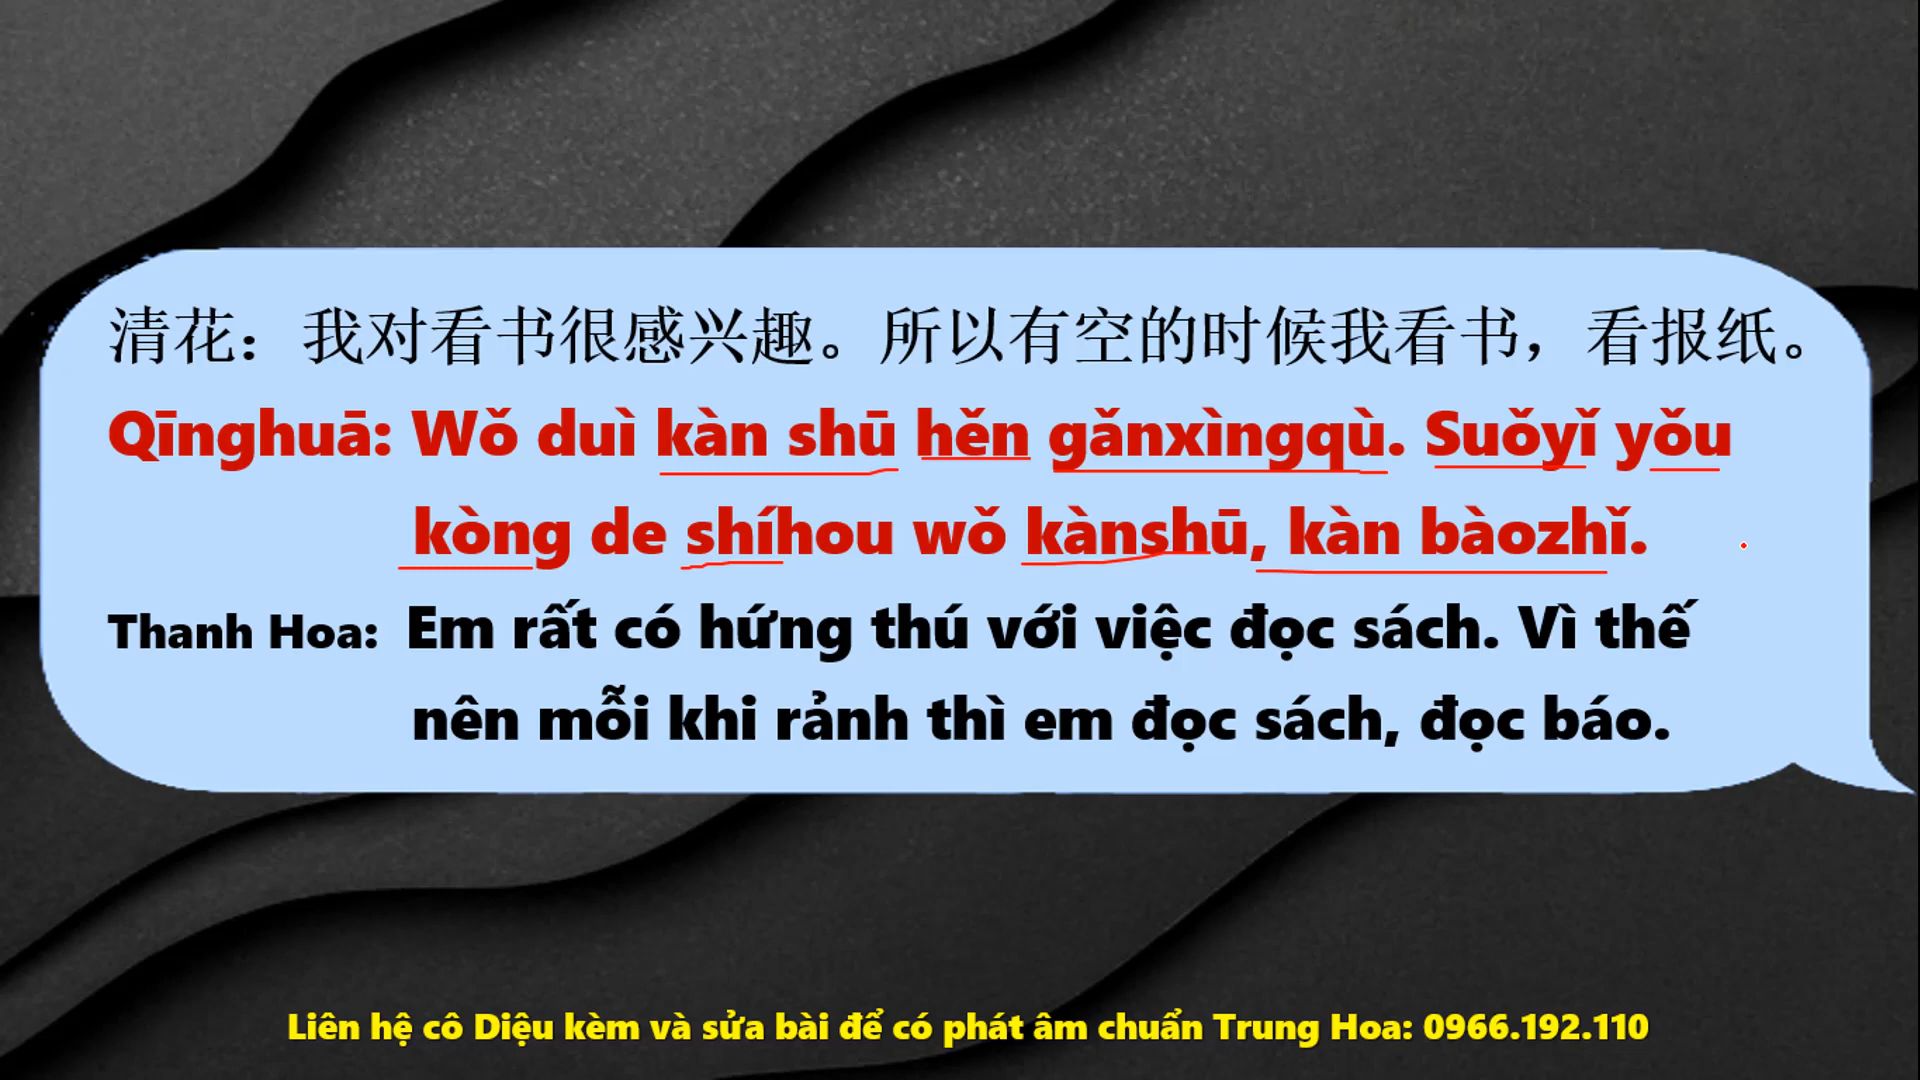 清花：我对看书很感兴趣。所以有空的时候我看书，看报纸。
Qīnghuā: Wǒ duì kàn shū hěn gǎnxìngqù. Suǒyǐ yǒu
kòng de shíhou wǒ kànshū, kàn bàozhǐ.
Thanh Hoa: Em rất có hứng thú với việc đọc sách. Vì thế
nên mỗi khi rảnh thì em đọc sách, đọc báo.
Liên hệ cô Diệu kèm và sửa bài để có phát âm chuẩn Trung Hoa: 0966.192.110